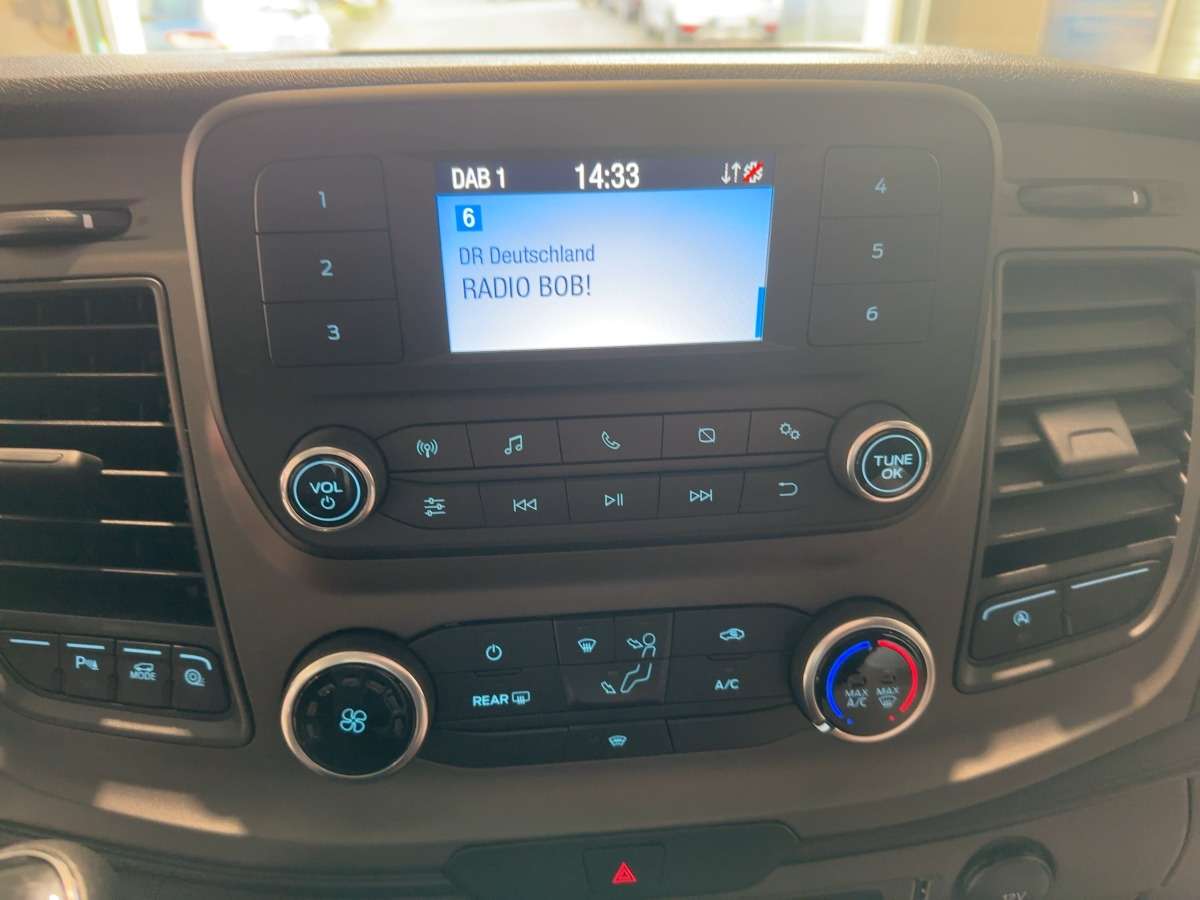 DAB 1 14:33
6
DR Deutschland
RADIO BOB!
1
2
3
4
5
6
VOL
TUNE
OK
P
MODE
REAR
A/C
MAX
A/C
MAX
12V